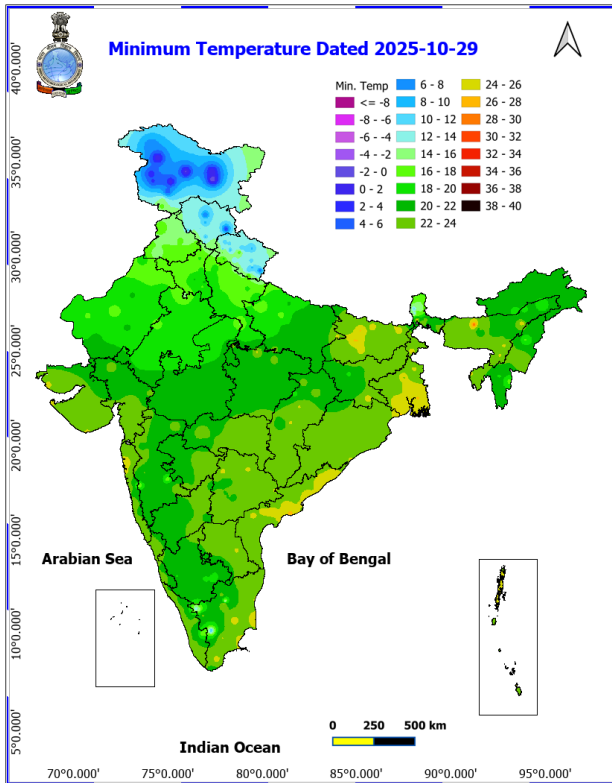 Minimum Temperature Dated 2025-10-29
Min. Temp
<= -8
-8 - -6
-6 - -4
-4 - -2
-2 - 0
0 - 2
2 - 4
4 - 6
6 - 8
8 - 10
10 - 12
12 - 14
14 - 16
16 - 18
18 - 20
20 - 22
22 - 24
24 - 26
26 - 28
28 - 30
30 - 32
32 - 34
34 - 36
36 - 38
38 - 40
40°0.000'
35°0.000'
30°0.000'
25°0.000'
20°0.000'
15°0.000'
10°0.000'
5°0.000'
Arabian Sea
Bay of Bengal
Indian Ocean
0 250 500 km
70°0.000' 75°0.000' 80°0.000' 85°0.000' 90°0.000' 95°0.000'